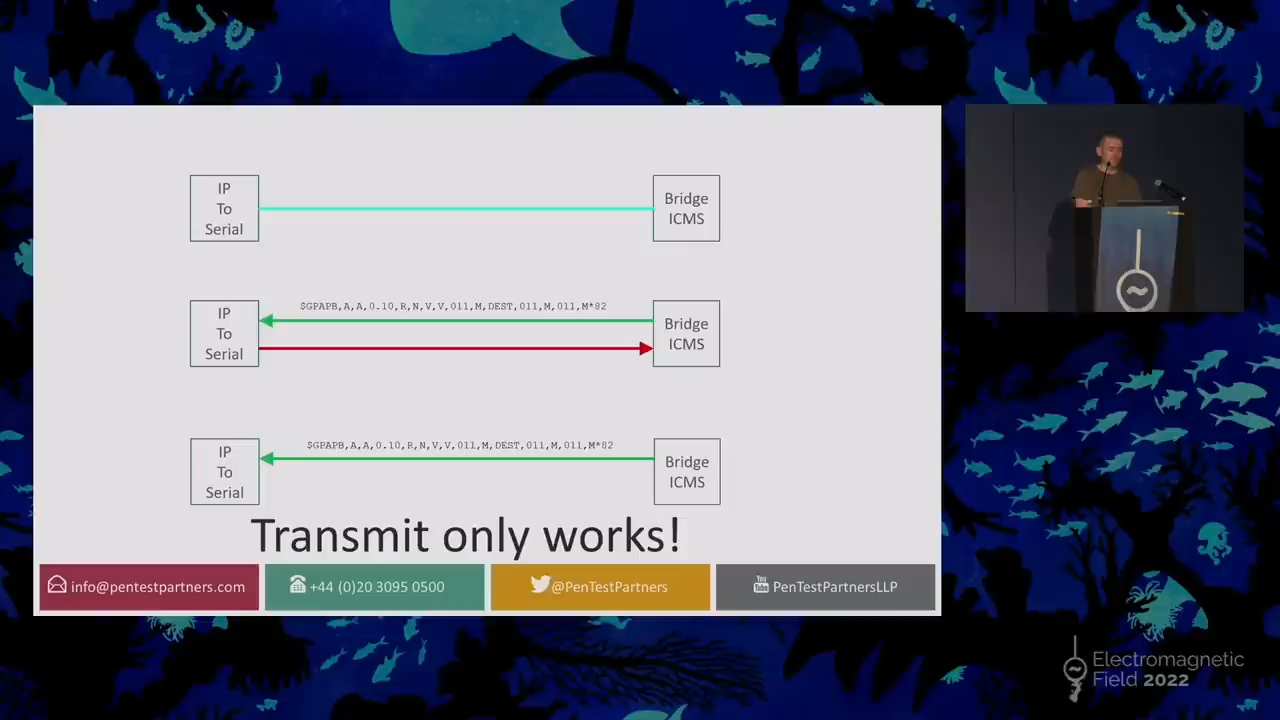 IP
To
Serial
Bridge
ICMS
$GPAPB,A,A,0.10,R,N,V,V,011,M,DEST,011,M,011,M*82
IP
To
Serial
Bridge
ICMS
$GPAPB,A,A,0.10,R,N,V,V,011,M,DEST,011,M,011,M*82
IP
To
Serial
Bridge
ICMS
Transmit only works!
info@pentestpartners.com
+44 (0)20 3095 0500
@PenTestPartners
You
Tube
PenTestPartnersLLP
Electromagnetic
Field 2022